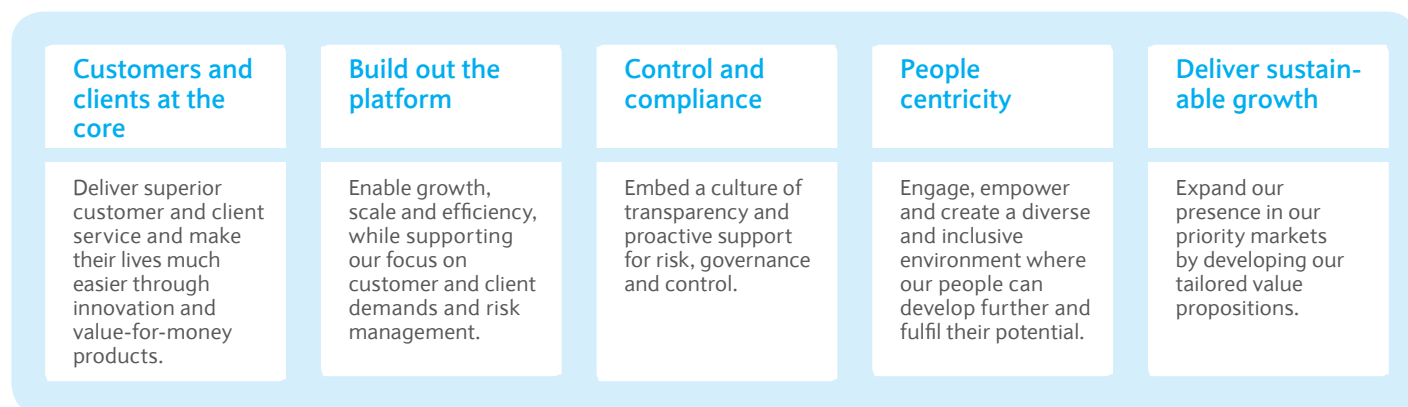 Customers and
clients at the
core
Deliver superior
customer and client
service and make
their lives much
easier through
innovation and
value-for-money
products.
Build out the
platform
Enable growth,
scale and efficiency,
while supporting
our focus on
customer and client
demands and risk
management.
Control and
compliance
Embed a culture of
transparency and
proactive support
for risk, governance
and control.
People
centricity
Engage, empower
and create a diverse
and inclusive
environment where
our people can
develop further and
fulfil their potential.
Deliver sustain-
able growth
Expand our
presence in our
priority markets
by developing our
tailored value
propositions.